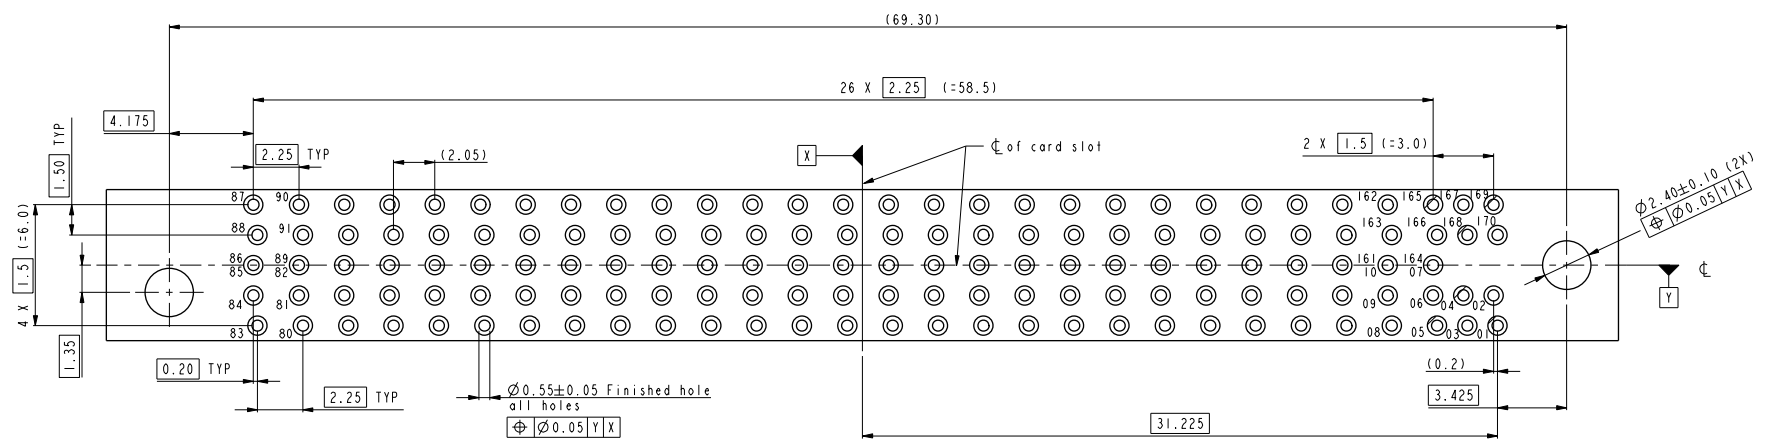 (69.30)
26 X 2.25 (=58.5)
4.175
2.25 TYP
(2.05)
X
℄ of card slot
2 X 1.5 (=3.0)
1.50 TYP
Ø2.40±0.10 (2X)
⌖ Ø0.05 Y X
87 90 162 165 167 169
88 91 163 166 168 170
86 89 161 164
85 82 10 07
84 81 09 06 04 02
83 80 08 05 03 01
4 X 1.5 (=6.0)
1.35
℄
Y
0.20 TYP
2.25 TYP
Ø0.55±0.05 Finished hole
all holes
⌖ Ø0.05 Y X
(0.2)
3.425
31.225